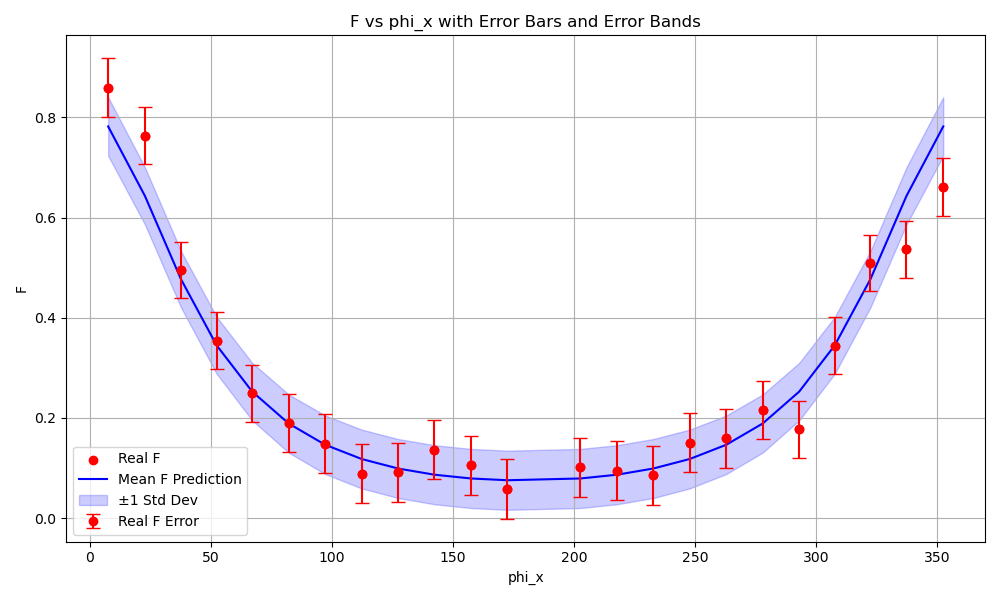 F vs phi_x with Error Bars and Error Bands
F
0.8
0.6
0.4
0.2
0.0
Real F
Mean F Prediction
±1 Std Dev
Real F Error
0 50 100 150 200 250 300 350
phi_x